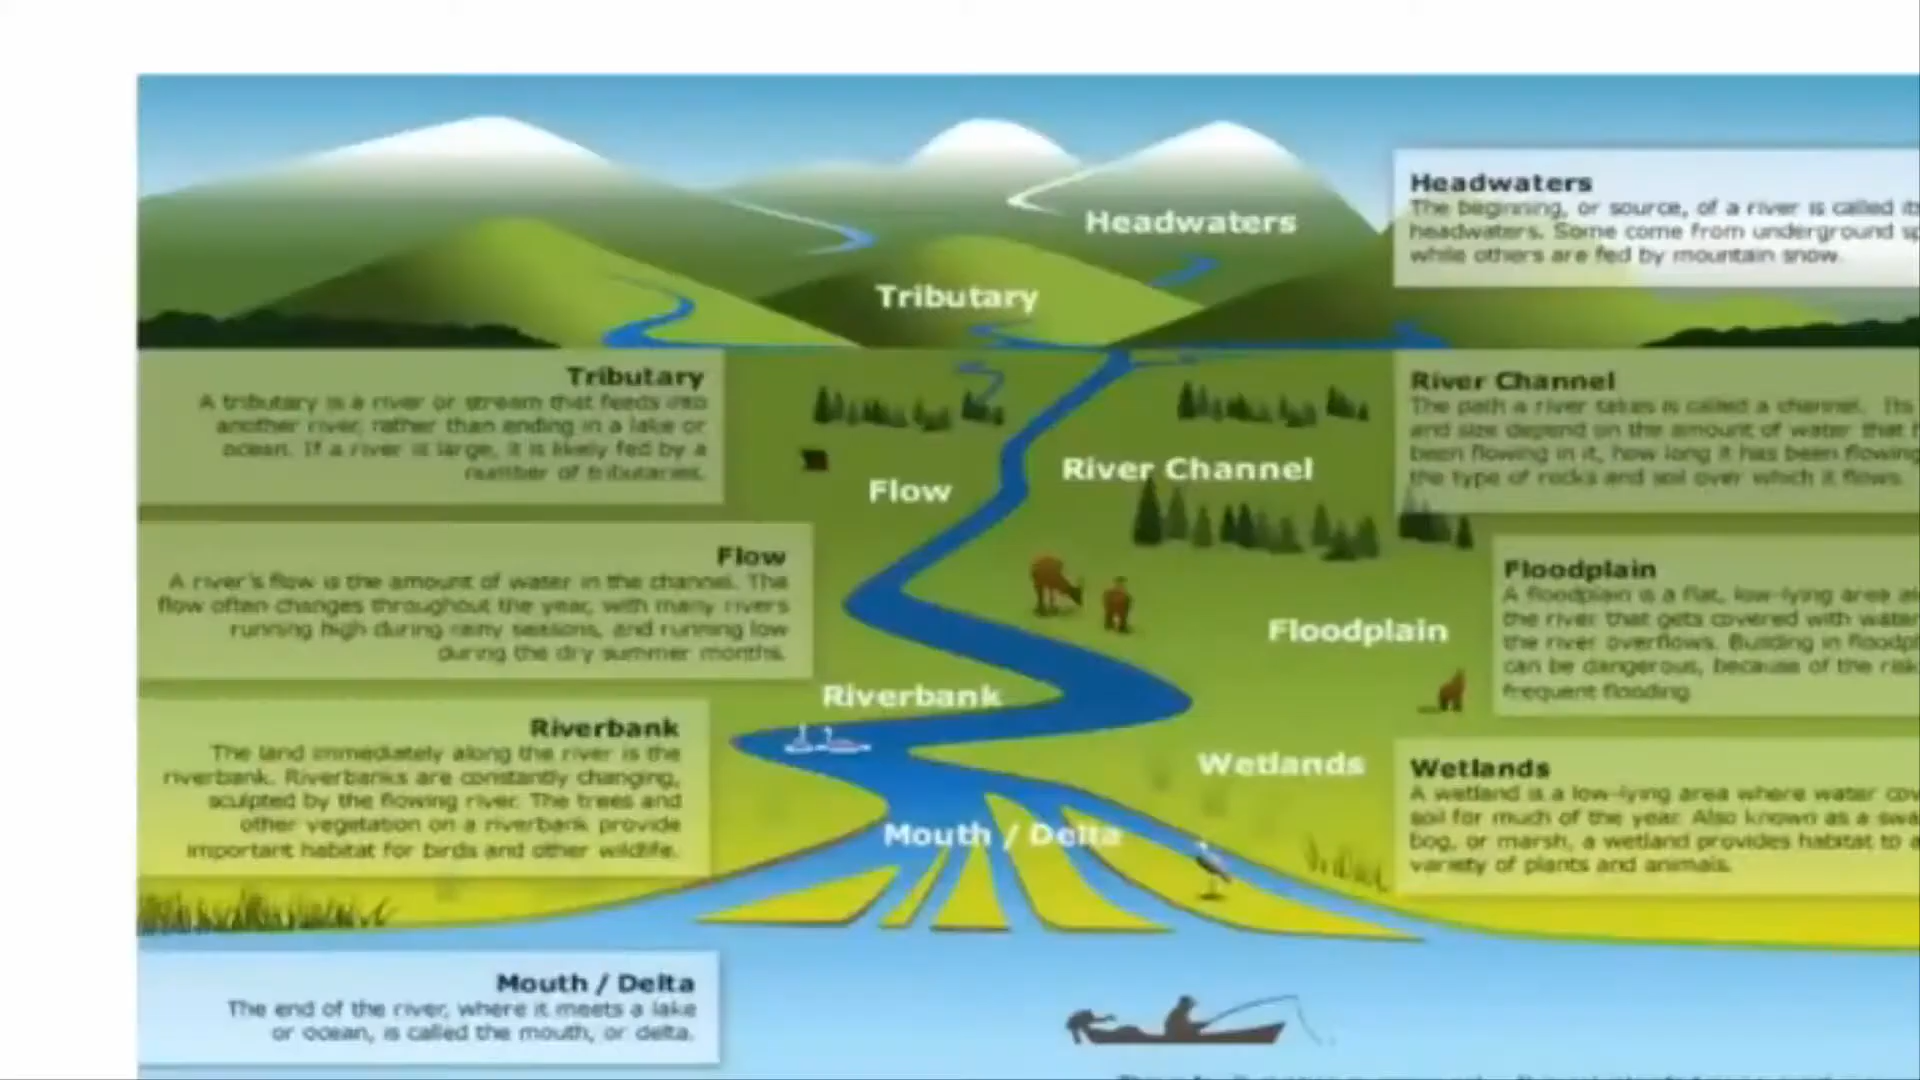 Headwaters
The beginning, or source, of a river is called its
headwaters. Some come from underground sp
while others are fed by mountain snow.
Headwaters
Tributary
Tributary
A tributary is a river or stream that feeds into
another river, rather than ending in a lake or
ocean. If a river is large, it is likely fed by a
number of tributaries.
River Channel
The path a river takes is called a channel. Its
and size depend on the amount of water that h
been flowing in it, how long it has been flowing
the type of rocks and soil over which it flows.
Flow
River Channel
Flow
A river's flow is the amount of water in the channel. The
flow often changes throughout the year, with many rivers
running high during rainy seasons, and running low
during the dry summer months.
Floodplain
A floodplain is a flat, low-lying area al
the river that gets covered with water
the river overflows. Building in floodpl
can be dangerous, because of the risk
frequent flooding
Floodplain
Riverbank
Riverbank
The land immediately along the river is the
riverbank. Riverbanks are constantly changing,
sculpted by the flowing river. The trees and
other vegetation on a riverbank provide
important habitat for birds and other wildlife.
Wetlands
Wetlands
A wetland is a low-lying area where water cov
soil for much of the year. Also known as a swa
bog, or marsh, a wetland provides habitat to a
variety of plants and animals.
Mouth / Delta
Mouth / Delta
The end of the river, where it meets a lake
or ocean, is called the mouth, or delta.